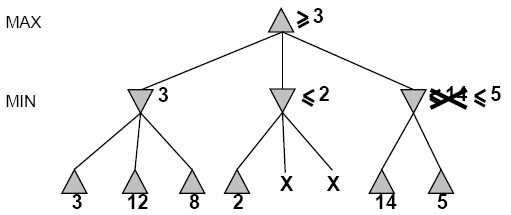 MAX ≥ 3
MIN 3 ≤ 2 ≤ 14 ≤ 5
3 12 8 2 X X 14 5